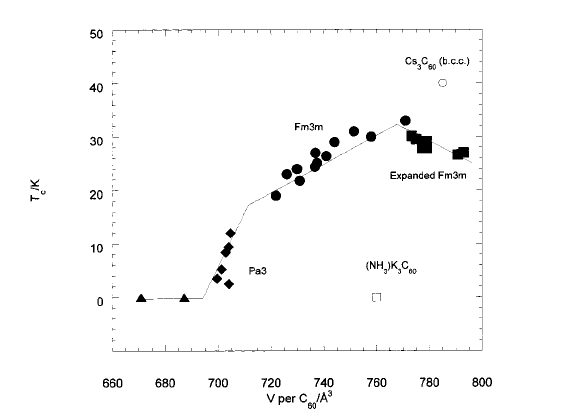 50
Cs3C60 (b.c.c.)
40
Fm3m
30
Expanded Fm3m
Tc/K
20
(NH3)K3C60
10
Pa3
0
660 680 700 720 740 760 780 800
V per C60/Å3